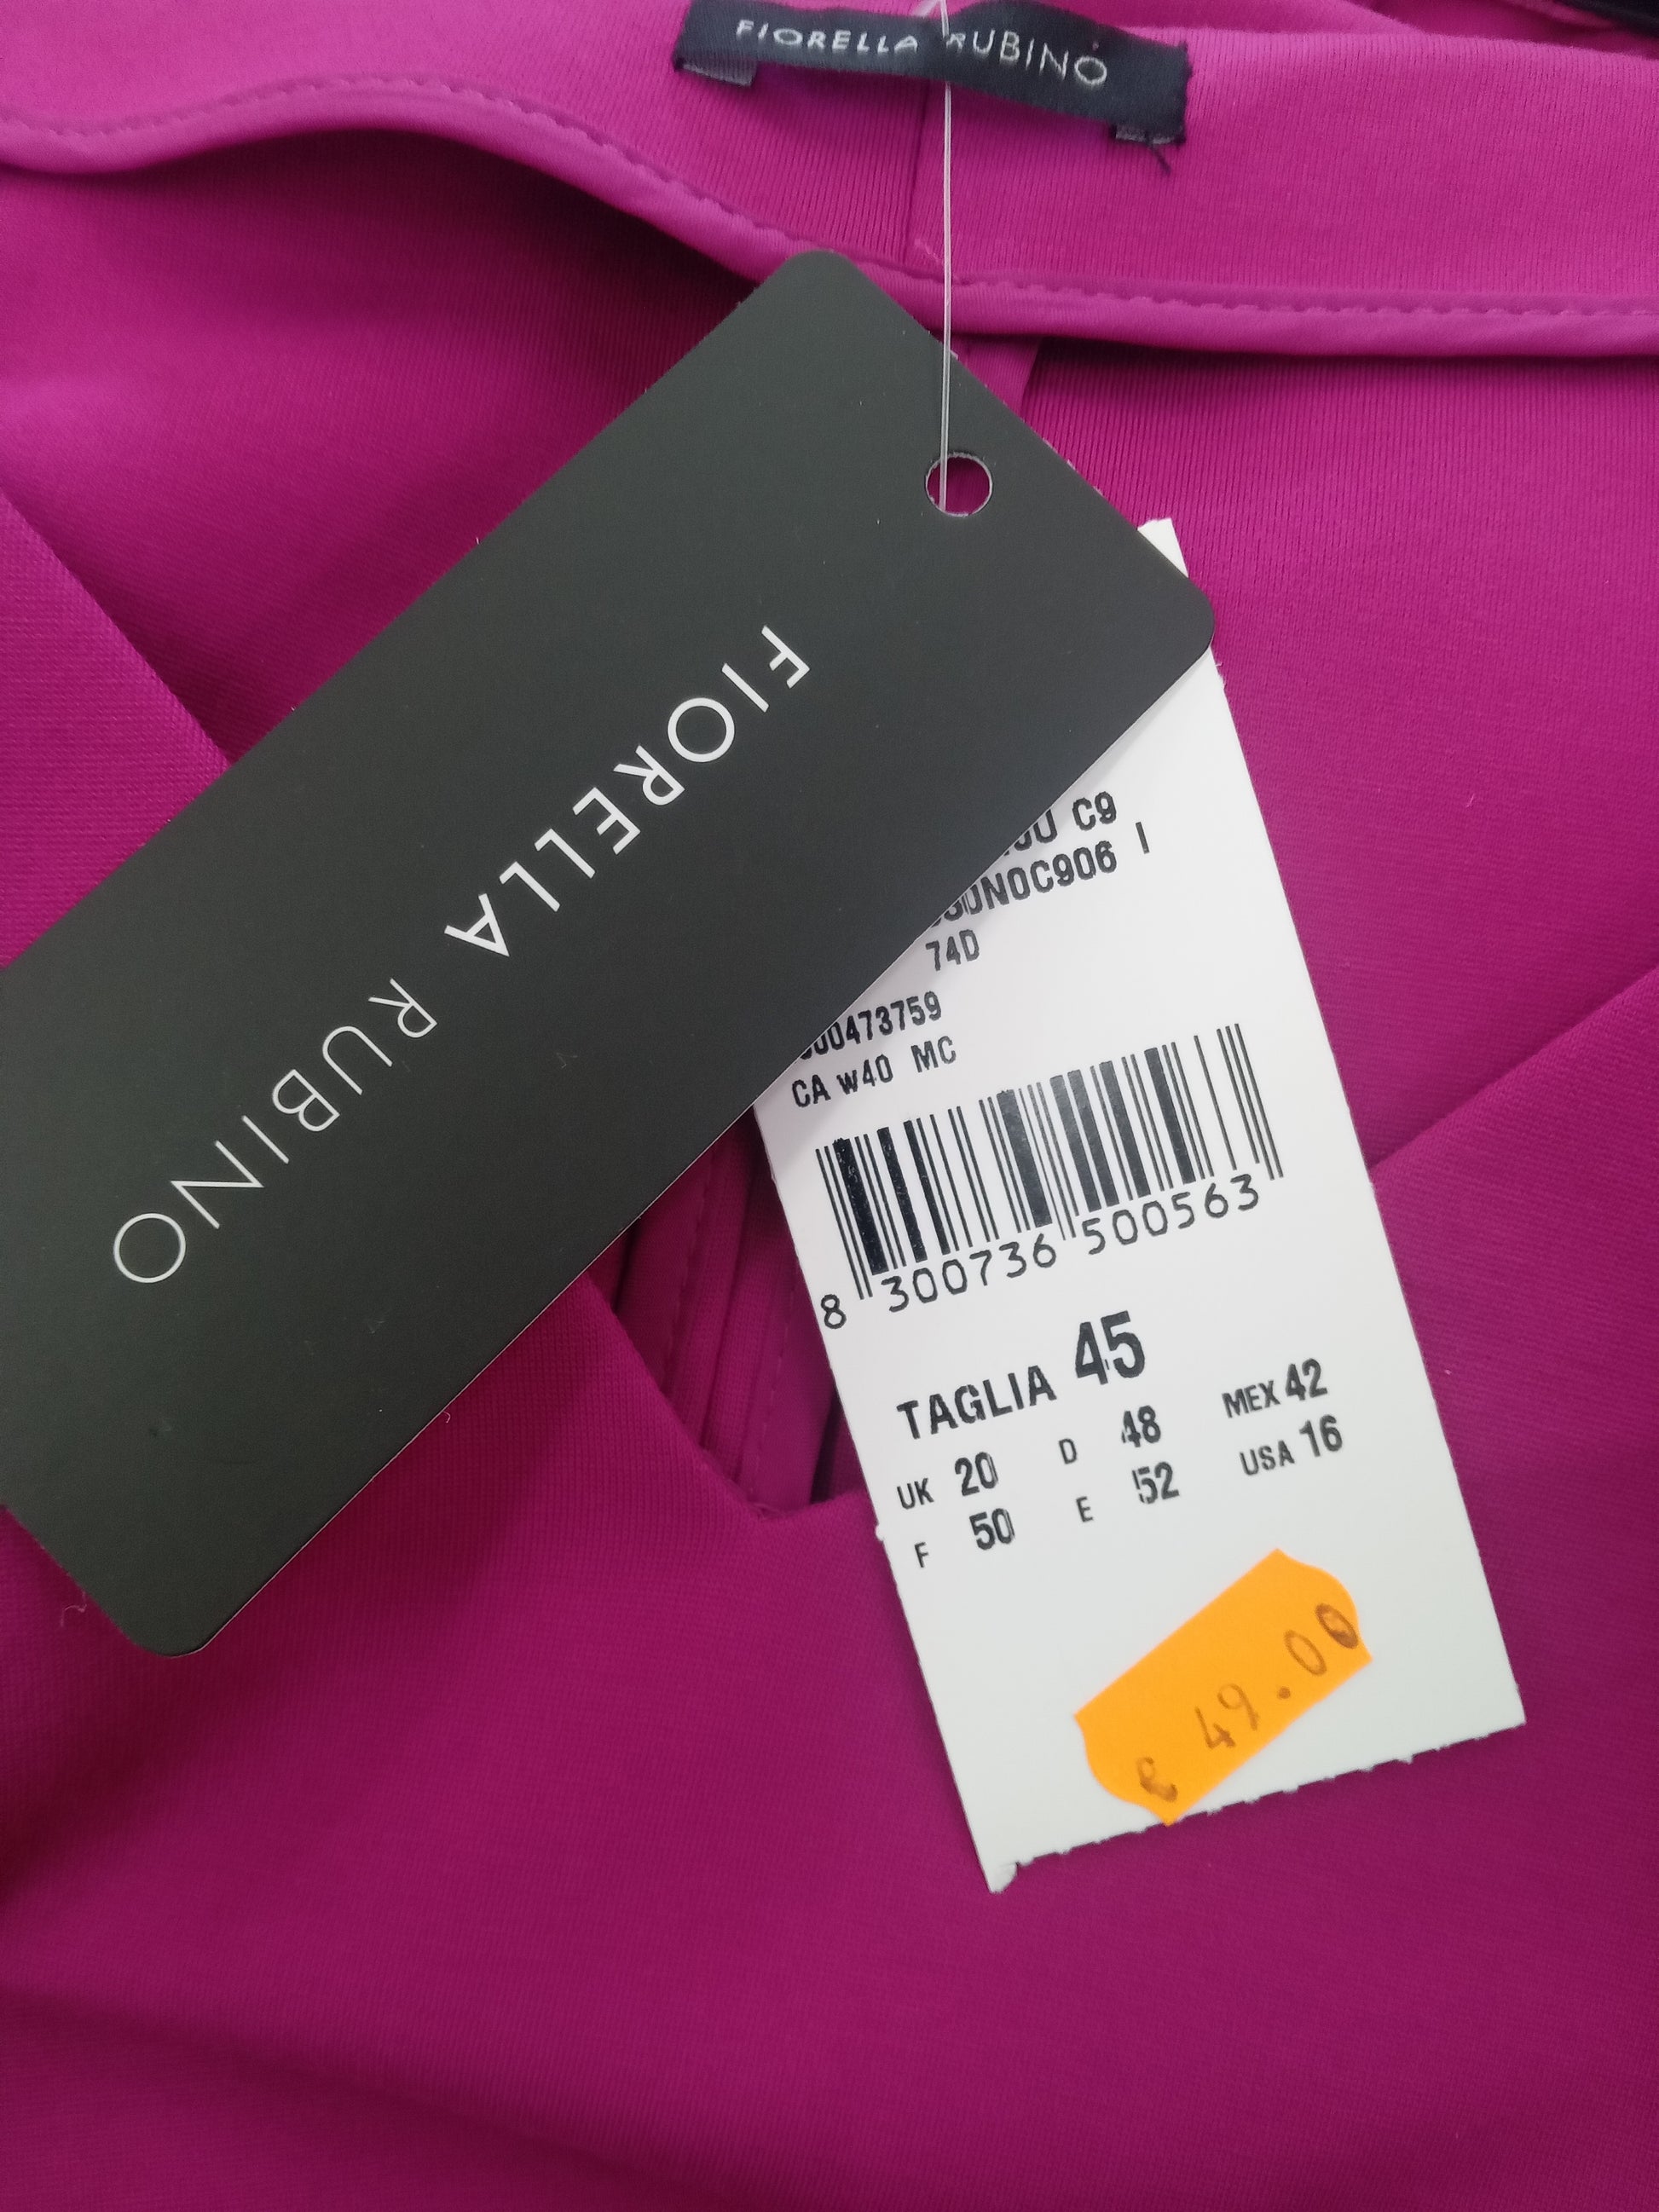 FIORELLA RUBINO
FIORELLA RUBINO
C9
74D
CA w40 MC
8 300736 500563
TAGLIA 45
UK 20 D 48 MEX 42
F 50 E 52 USA 16
€ 49.00